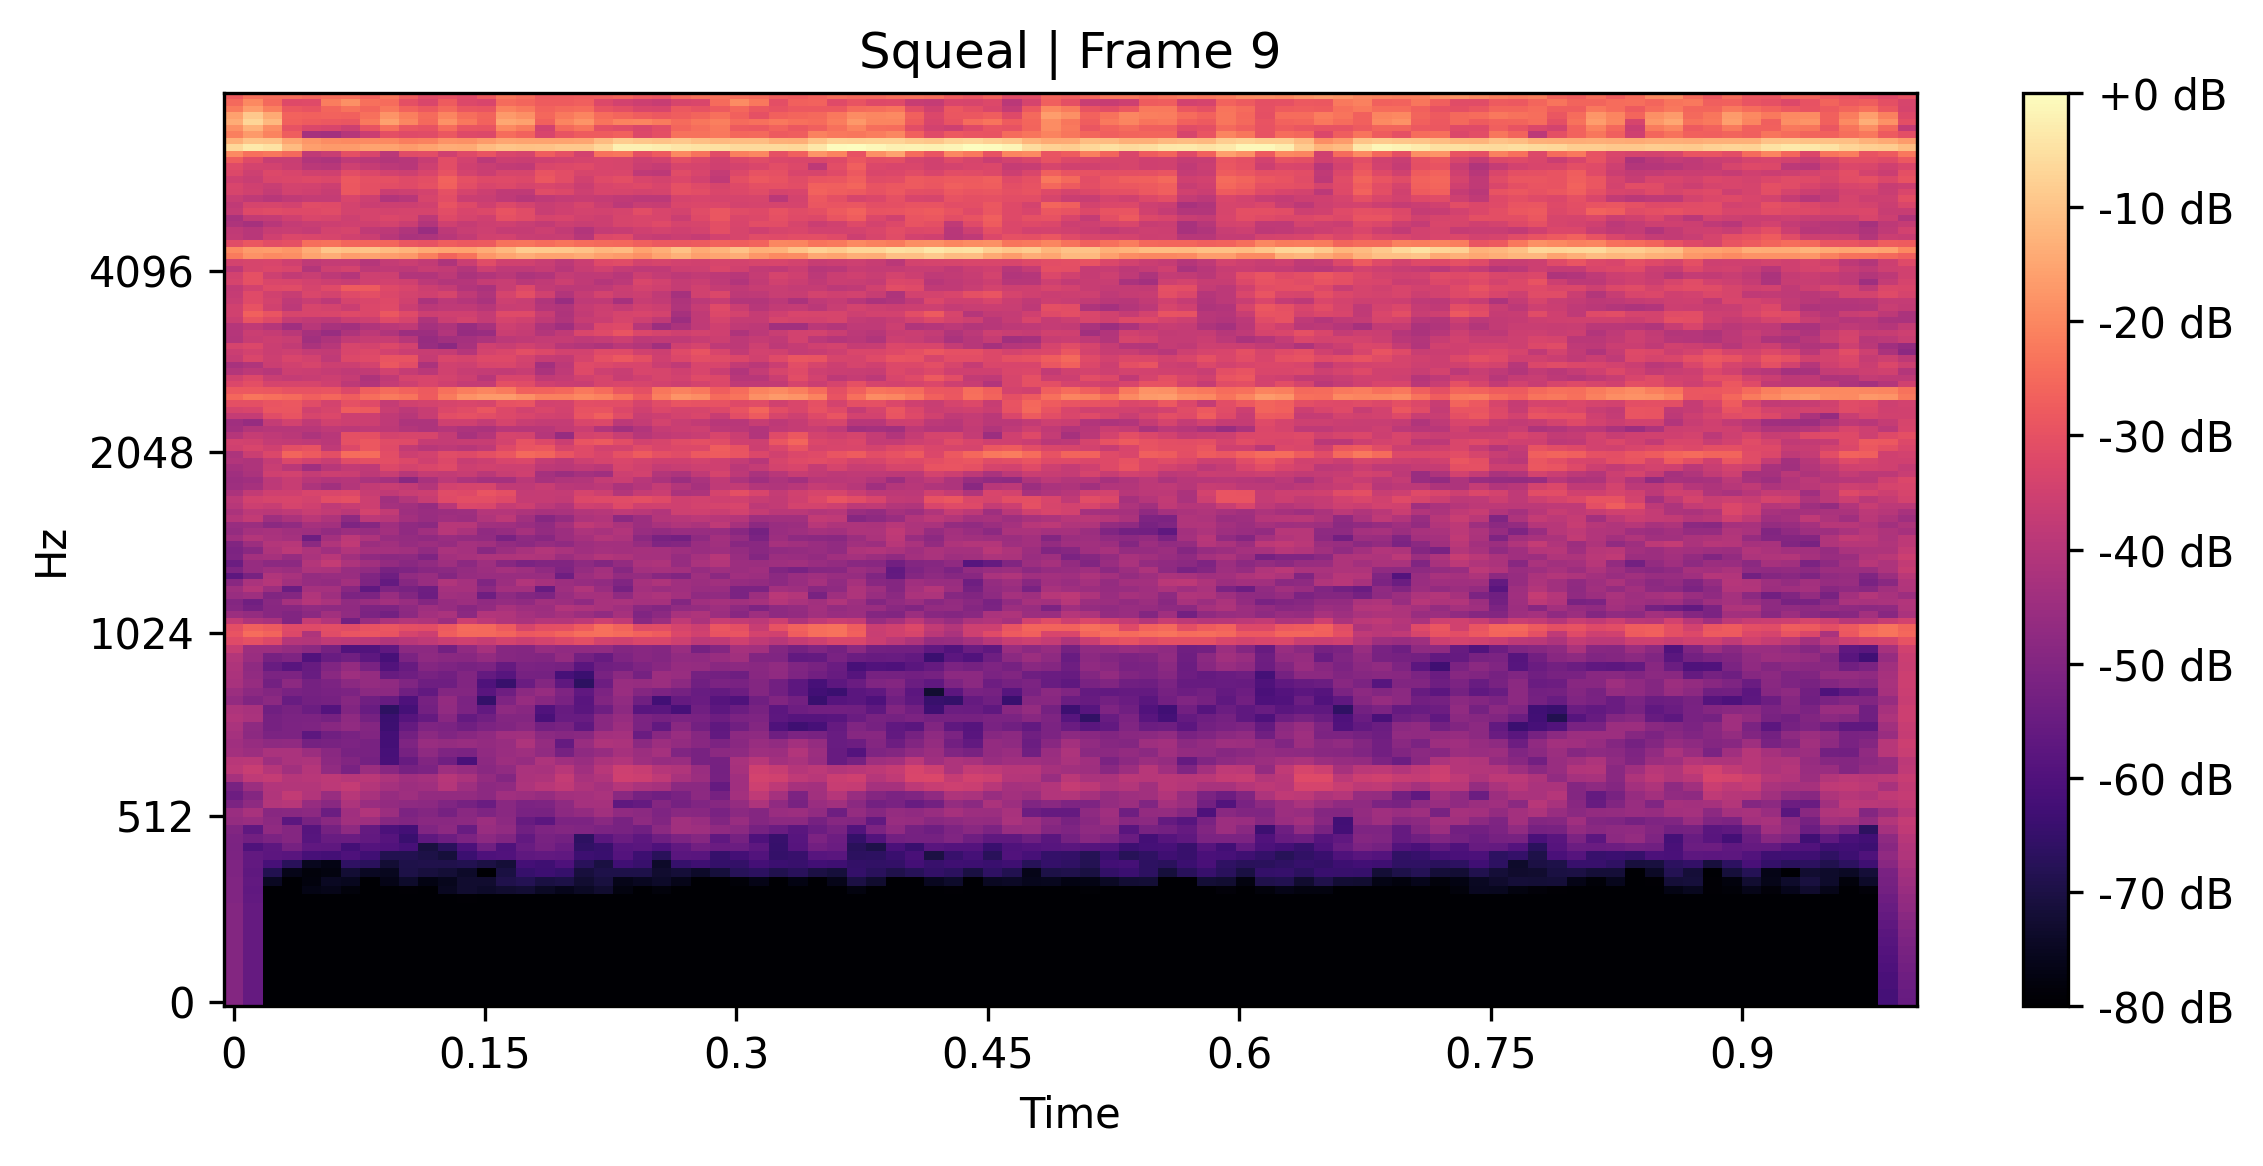 Squeal | Frame 9
Hz
4096
2048
1024
512
0
0 0.15 0.3 0.45 0.6 0.75 0.9
Time
+0 dB
-10 dB
-20 dB
-30 dB
-40 dB
-50 dB
-60 dB
-70 dB
-80 dB